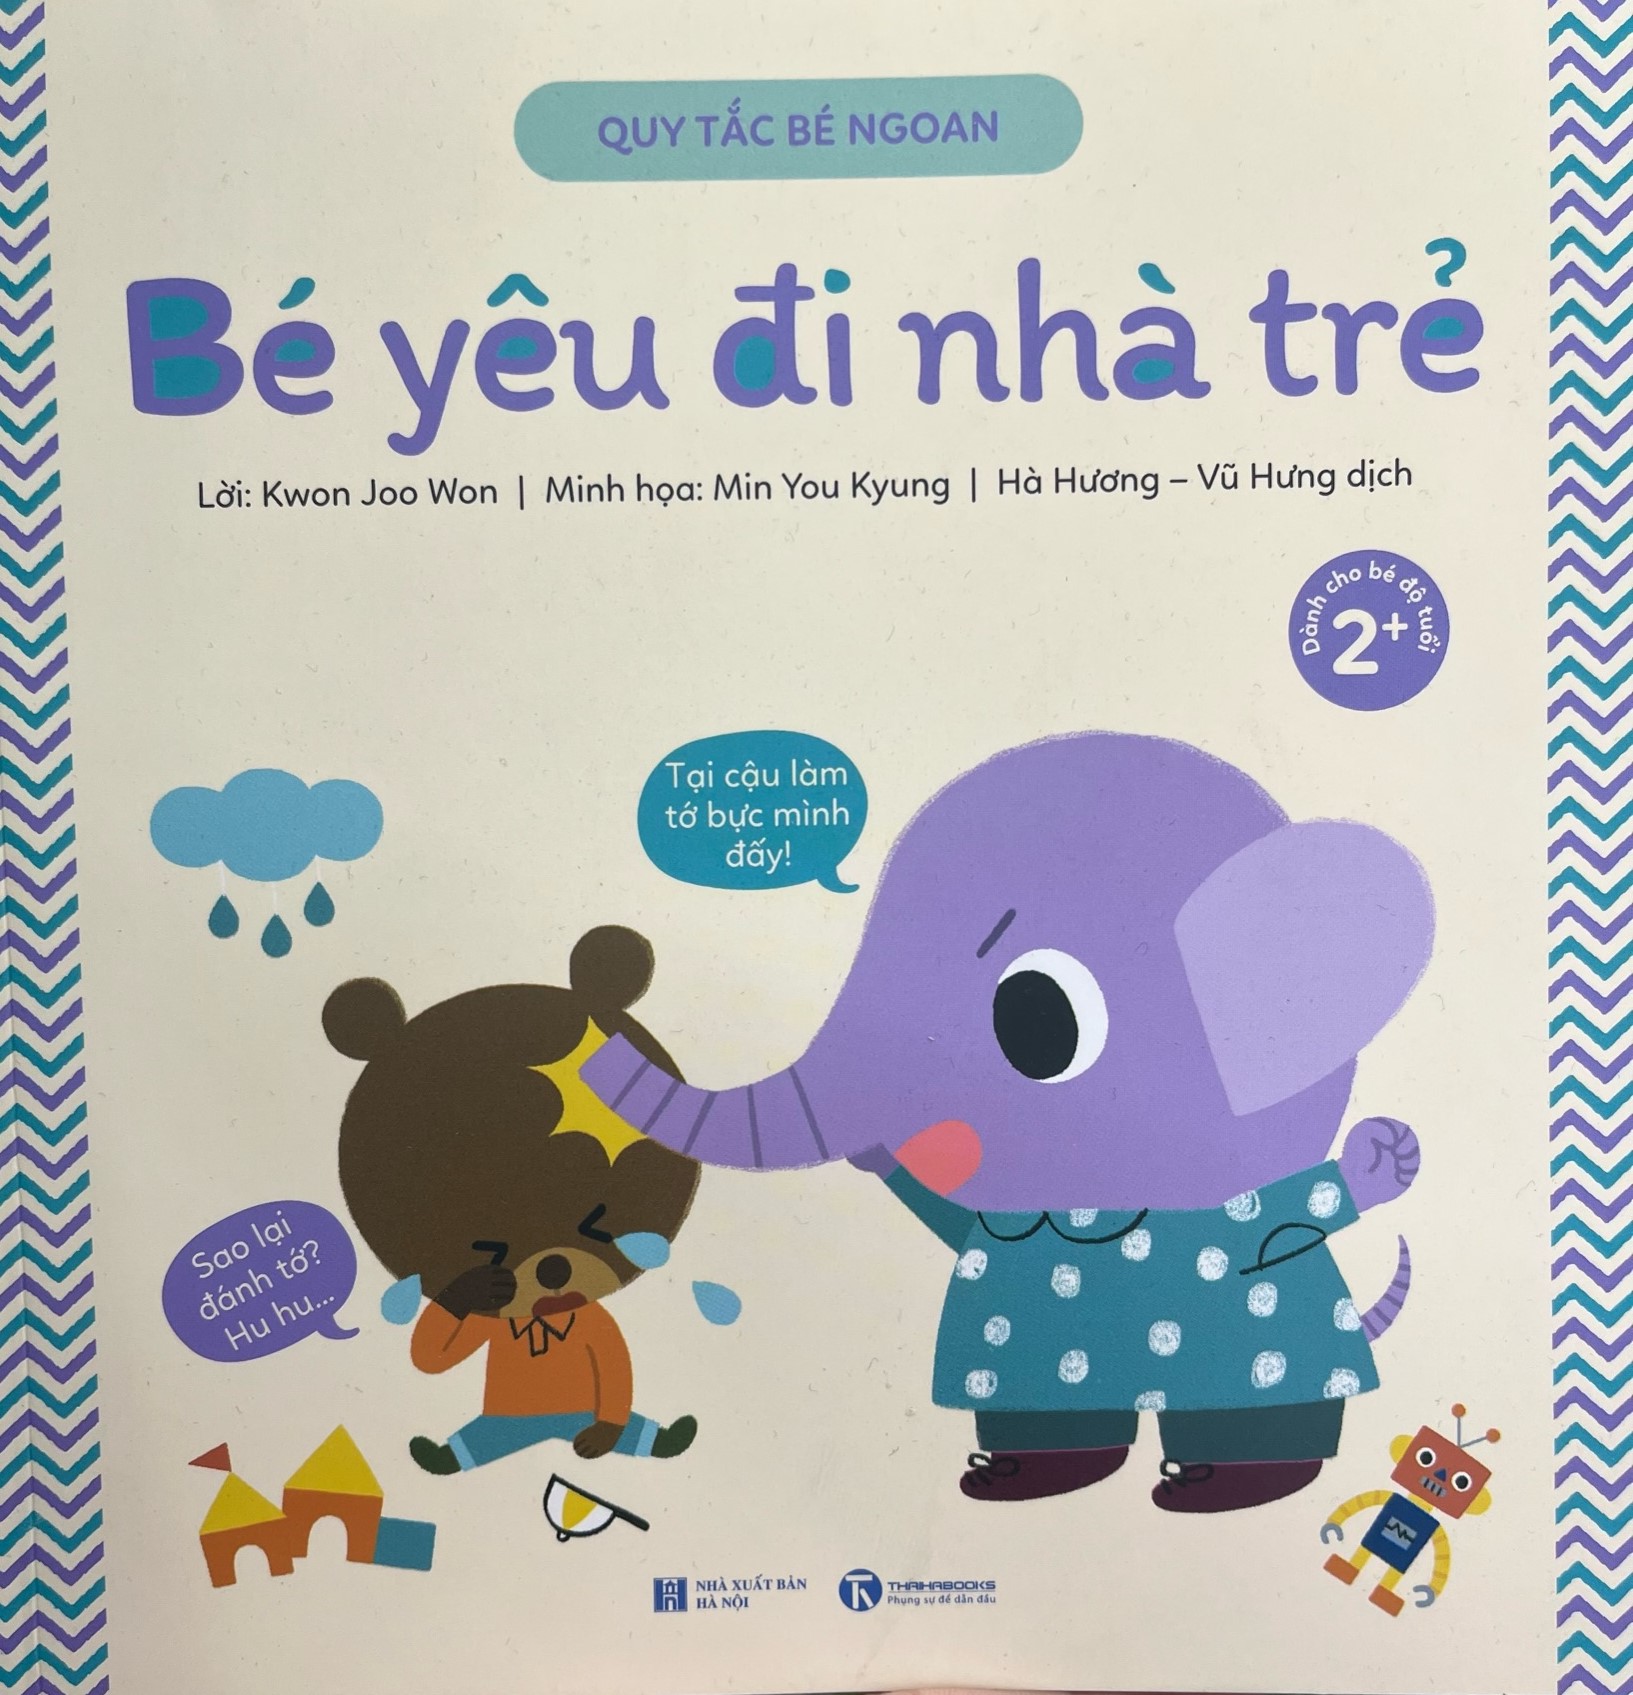 QUY TẮC BÉ NGOAN
Bé yêu đi nhà trẻ
Lời: Kwon Joo Won | Minh họa: Min You Kyung | Hà Hương – Vũ Hưng dịch
Dành cho bé độ tuổi
2+
Tại cậu làm
tớ bực mình
đấy!
Sao lại
đánh tớ?
Hu hu...
NHÀ XUẤT BẢN
HÀ NỘI
THAIHABOOKS
Phụng sự để dẫn đầu